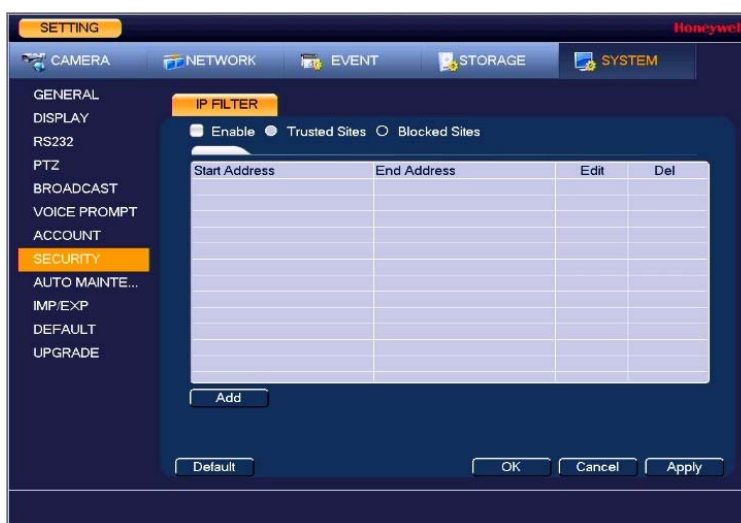 SETTING
Honeywell
CAMERA NETWORK EVENT STORAGE SYSTEM
GENERAL
DISPLAY
RS232
PTZ
BROADCAST
VOICE PROMPT
ACCOUNT
SECURITY
AUTO MAINTE...
IMP/EXP
DEFAULT
UPGRADE
IP FILTER
Enable Trusted Sites Blocked Sites
Start Address End Address Edit Del
Add
Default OK Cancel Apply